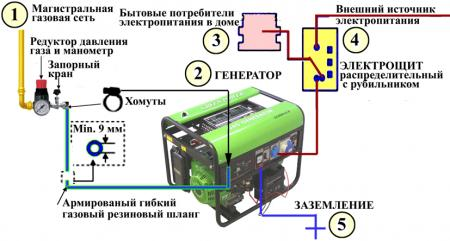 1
Магистральная
газовая сеть
Редуктор давления
газа и манометр
Запорный
кран
Хомуты
Min. 9 мм
Армированый гибкий
газовый резиновый шланг
Бытовые потребители
электропитания в доме
3
2 ГЕНЕРАТОР
Внешний источник
электропитания
4
ЭЛЕКТРОЩИТ
распределительный
с рубильником
ЗАЗЕМЛЕНИЕ
5